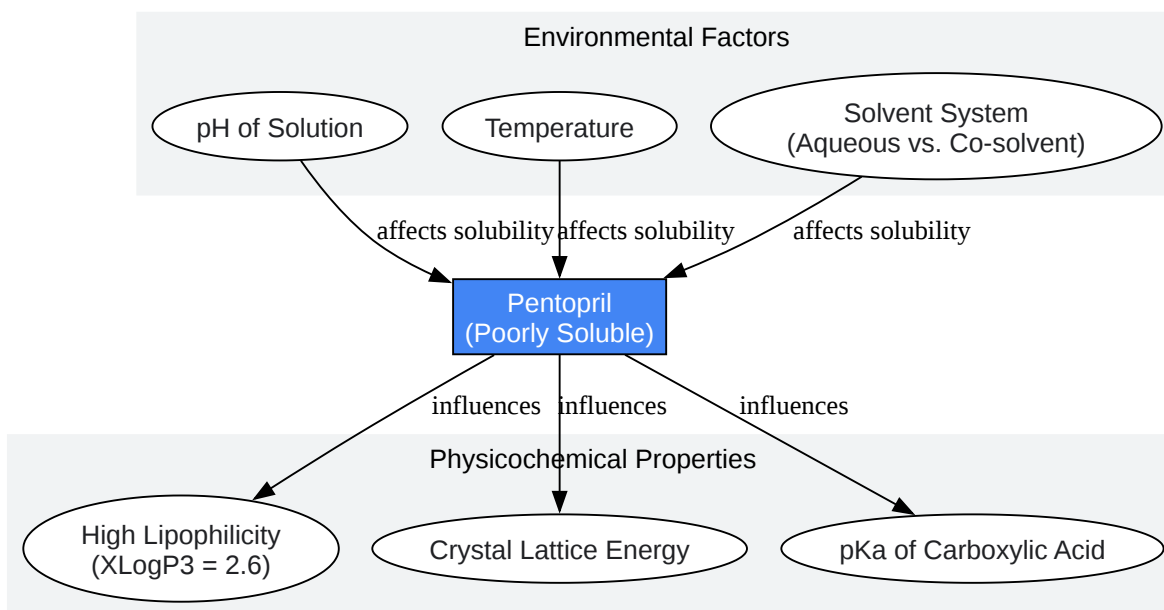 Environmental Factors
pH of Solution
Temperature
Solvent System
(Aqueous vs. Co-solvent)
affects solubility
affects solubility
affects solubility
Pentopril
(Poorly Soluble)
influences
influences
influences
Physicochemical Properties
High Lipophilicity
(XLogP3 = 2.6)
Crystal Lattice Energy
pKa of Carboxylic Acid